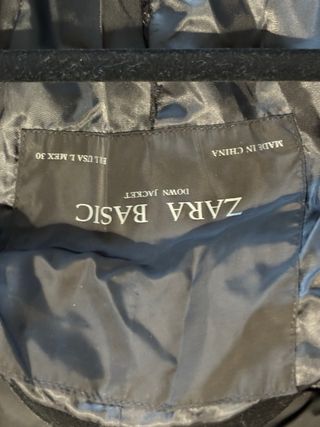 ZARA BASIC
DOWN JACKET
MADE IN CHINA
USA L MEX 30